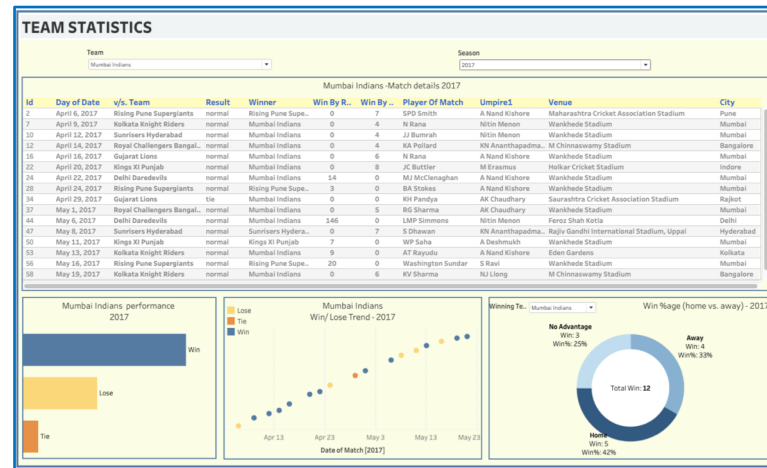 TEAM STATISTICS
Team
Season
Mumbai Indians
2017
Mumbai Indians -Match details 2017
Id Day of Date v/s. Team Result Winner Win By R.. Win By .. Player Of Match Umpire1 Venue City
2 April 6, 2017 Rising Pune Supergiants normal Rising Pune Supe.. 0 7 SPD Smith A Nand Kishore Maharashtra Cricket Association Stadium Pune
7 April 9, 2017 Kolkata Knight Riders normal Mumbai Indians 0 4 N Rana Nitin Menon Wankhede Stadium Mumbai
10 April 12, 2017 Sunrisers Hyderabad normal Mumbai Indians 0 4 JJ Bumrah Nitin Menon Wankhede Stadium Mumbai
12 April 14, 2017 Royal Challengers Bangal.. normal Mumbai Indians 0 4 KA Pollard KN Ananthapadma.. M Chinnaswamy Stadium Bangalore
16 April 16, 2017 Gujarat Lions normal Mumbai Indians 0 6 N Rana A Nand Kishore Wankhede Stadium Mumbai
22 April 20, 2017 Kings XI Punjab normal Mumbai Indians 0 8 JC Buttler M Erasmus Holkar Cricket Stadium Indore
24 April 22, 2017 Delhi Daredevils normal Mumbai Indians 14 0 MJ McClenaghan A Nand Kishore Wankhede Stadium Mumbai
28 April 24, 2017 Rising Pune Supergiants normal Rising Pune Supe.. 3 0 BA Stokes A Nand Kishore Wankhede Stadium Mumbai
34 April 29, 2017 Gujarat Lions tie Mumbai Indians 0 0 KH Pandya AK Chaudhary Saurashtra Cricket Association Stadium Rajkot
37 May 1, 2017 Royal Challengers Bangal.. normal Mumbai Indians 0 5 RG Sharma AK Chaudhary Wankhede Stadium Mumbai
44 May 6, 2017 Delhi Daredevils normal Mumbai Indians 146 0 LMP Simmons Nitin Menon Feroz Shah Kotla Delhi
47 May 8, 2017 Sunrisers Hyderabad normal Sunrisers Hydera.. 0 7 S Dhawan KN Ananthapadma.. Rajiv Gandhi International Stadium, Uppal Hyderabad
50 May 11, 2017 Kings XI Punjab normal Kings XI Punjab 7 0 WP Saha A Deshmukh Wankhede Stadium Mumbai
53 May 13, 2017 Kolkata Knight Riders normal Mumbai Indians 9 0 AT Rayudu A Nand Kishore Eden Gardens Kolkata
56 May 16, 2017 Rising Pune Supergiants normal Rising Pune Supe.. 20 0 Washington Sundar S Ravi Wankhede Stadium Mumbai
58 May 19, 2017 Kolkata Knight Riders normal Mumbai Indians 0 6 KV Sharma NJ Llong M Chinnaswamy Stadium Bangalore
Mumbai Indians performance
2017
Win
Lose
Tie
Lose
Tie
Win
Mumbai Indians
Win/ Lose Trend - 2017
Apr 13 Apr 23 May 3 May 13 May 23
Date of Match [2017]
Winning Te.. Mumbai Indians
Win %age (home vs. away) - 2017
No Advantage
Win: 3
Win%: 25%
Away
Win: 4
Win%: 33%
Total Win: 12
Home
Win: 5
Win%: 42%